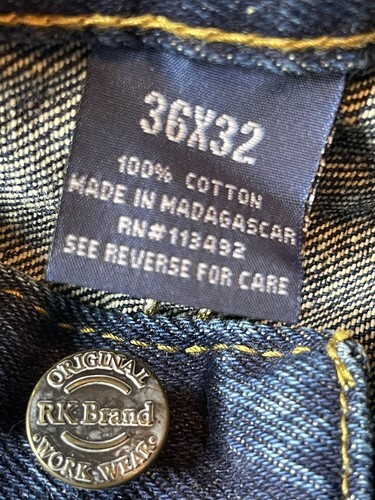 36X32
100% COTTON
MADE IN MADAGASCAR
RN#113432
SEE REVERSE FOR CARE
ORIGINAL
RK Brand
WORK WEAR